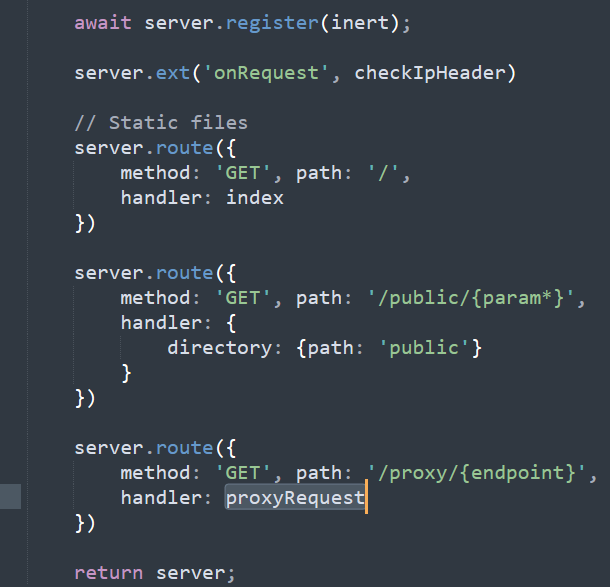 await server.register(inert);
server.ext('onRequest', checkIpHeader)
// Static files
server.route({
method: 'GET', path: '/',
handler: index
})
server.route({
method: 'GET', path: '/public/{param*}',
handler: {
directory: {path: 'public'}
}
})
server.route({
method: 'GET', path: '/proxy/{endpoint}',
handler: proxyRequest
})
return server;